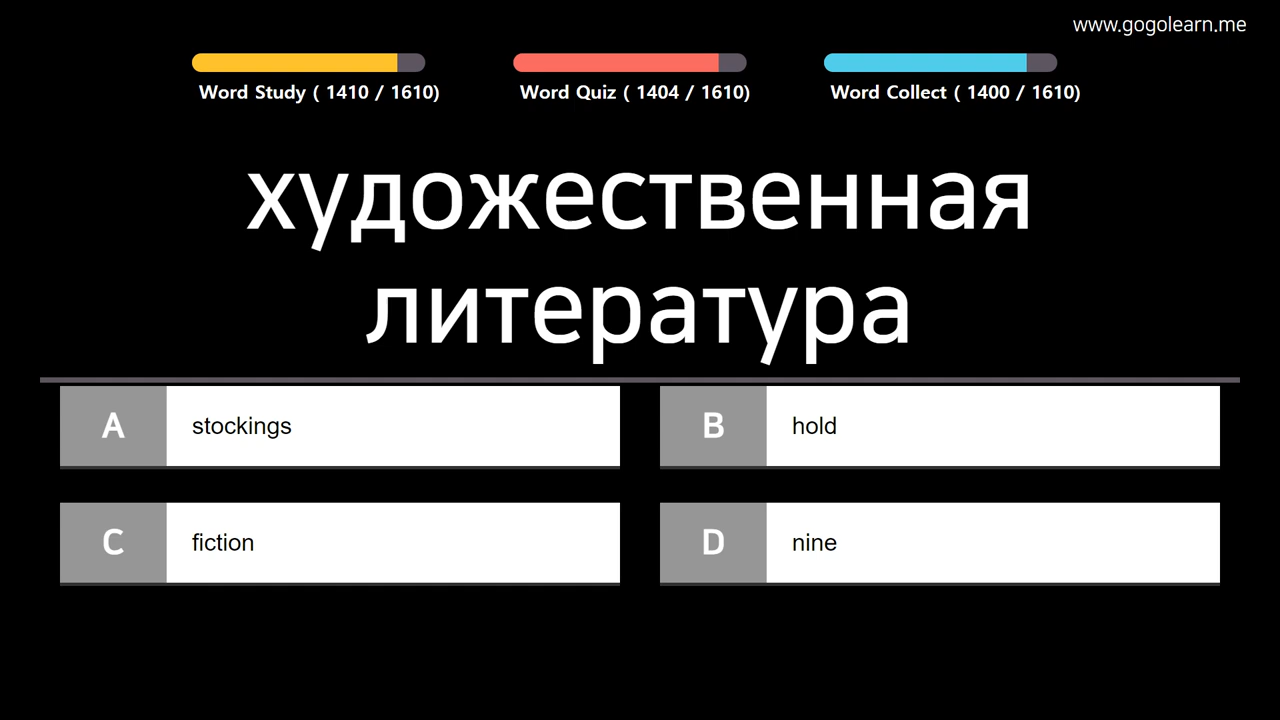 www.gogolearn.me
Word Study ( 1410 / 1610)
Word Quiz ( 1404 / 1610)
Word Collect ( 1400 / 1610)
художественная
литература
A stockings
B hold
C fiction
D nine